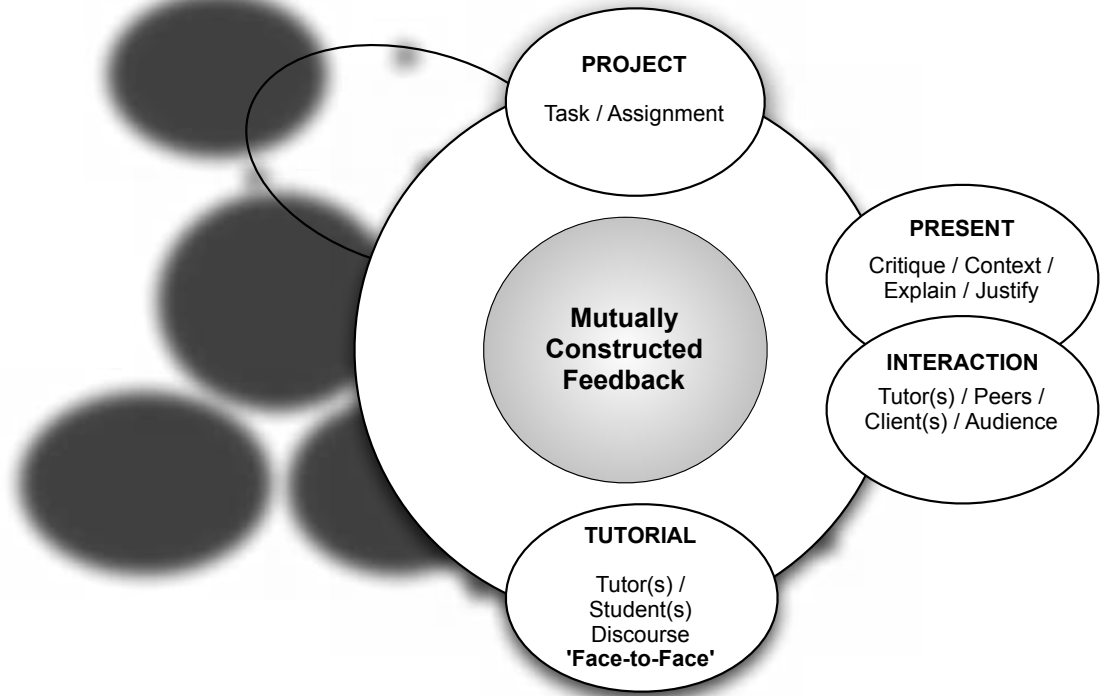 PROJECT
Task / Assignment
PRESENT
Critique / Context /
Explain / Justify
INTERACTION
Tutor(s) / Peers /
Client(s) / Audience
Mutually
Constructed
Feedback
TUTORIAL
Tutor(s) /
Student(s)
Discourse
'Face-to-Face'